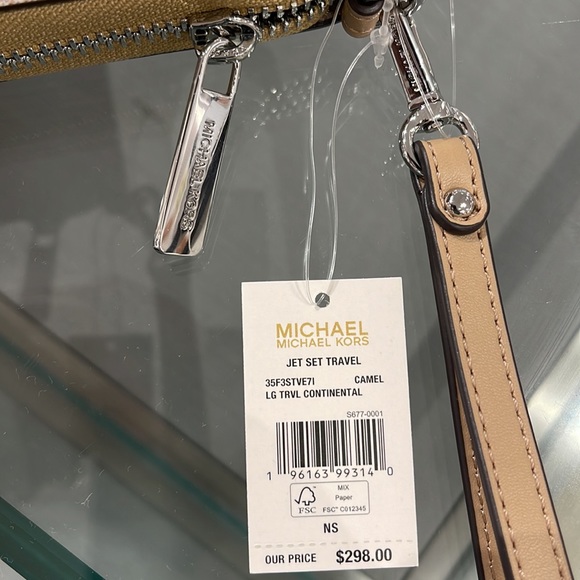 MICHAEL KORS
MICHAEL
MICHAEL KORS
JET SET TRAVEL
35F3STVE7I CAMEL
LG TRVL CONTINENTAL
S677-0001
1 96163 99314 0
FSC
MIX
Paper
FSC™ C012345
NS
OUR PRICE $298.00